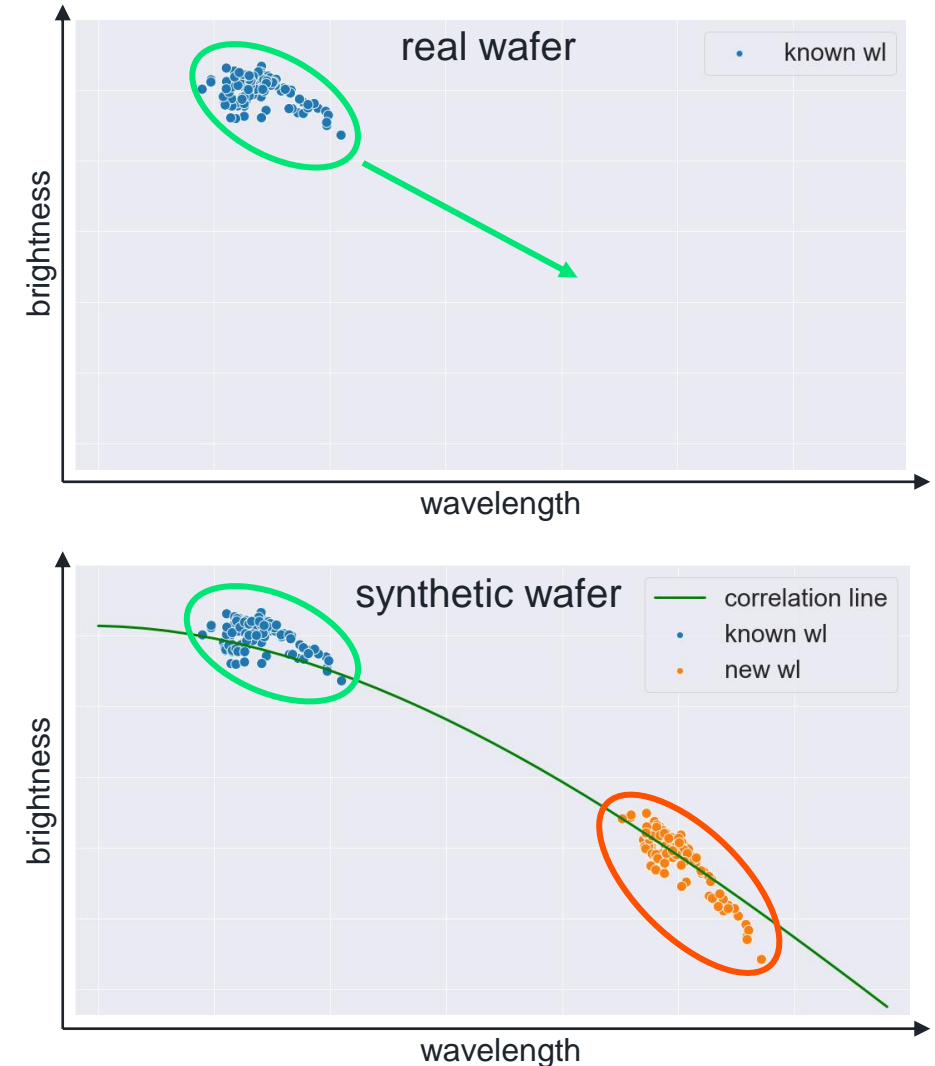 real wafer
known wl
brightness
wavelength
synthetic wafer
correlation line
known wl
new wl
brightness
wavelength